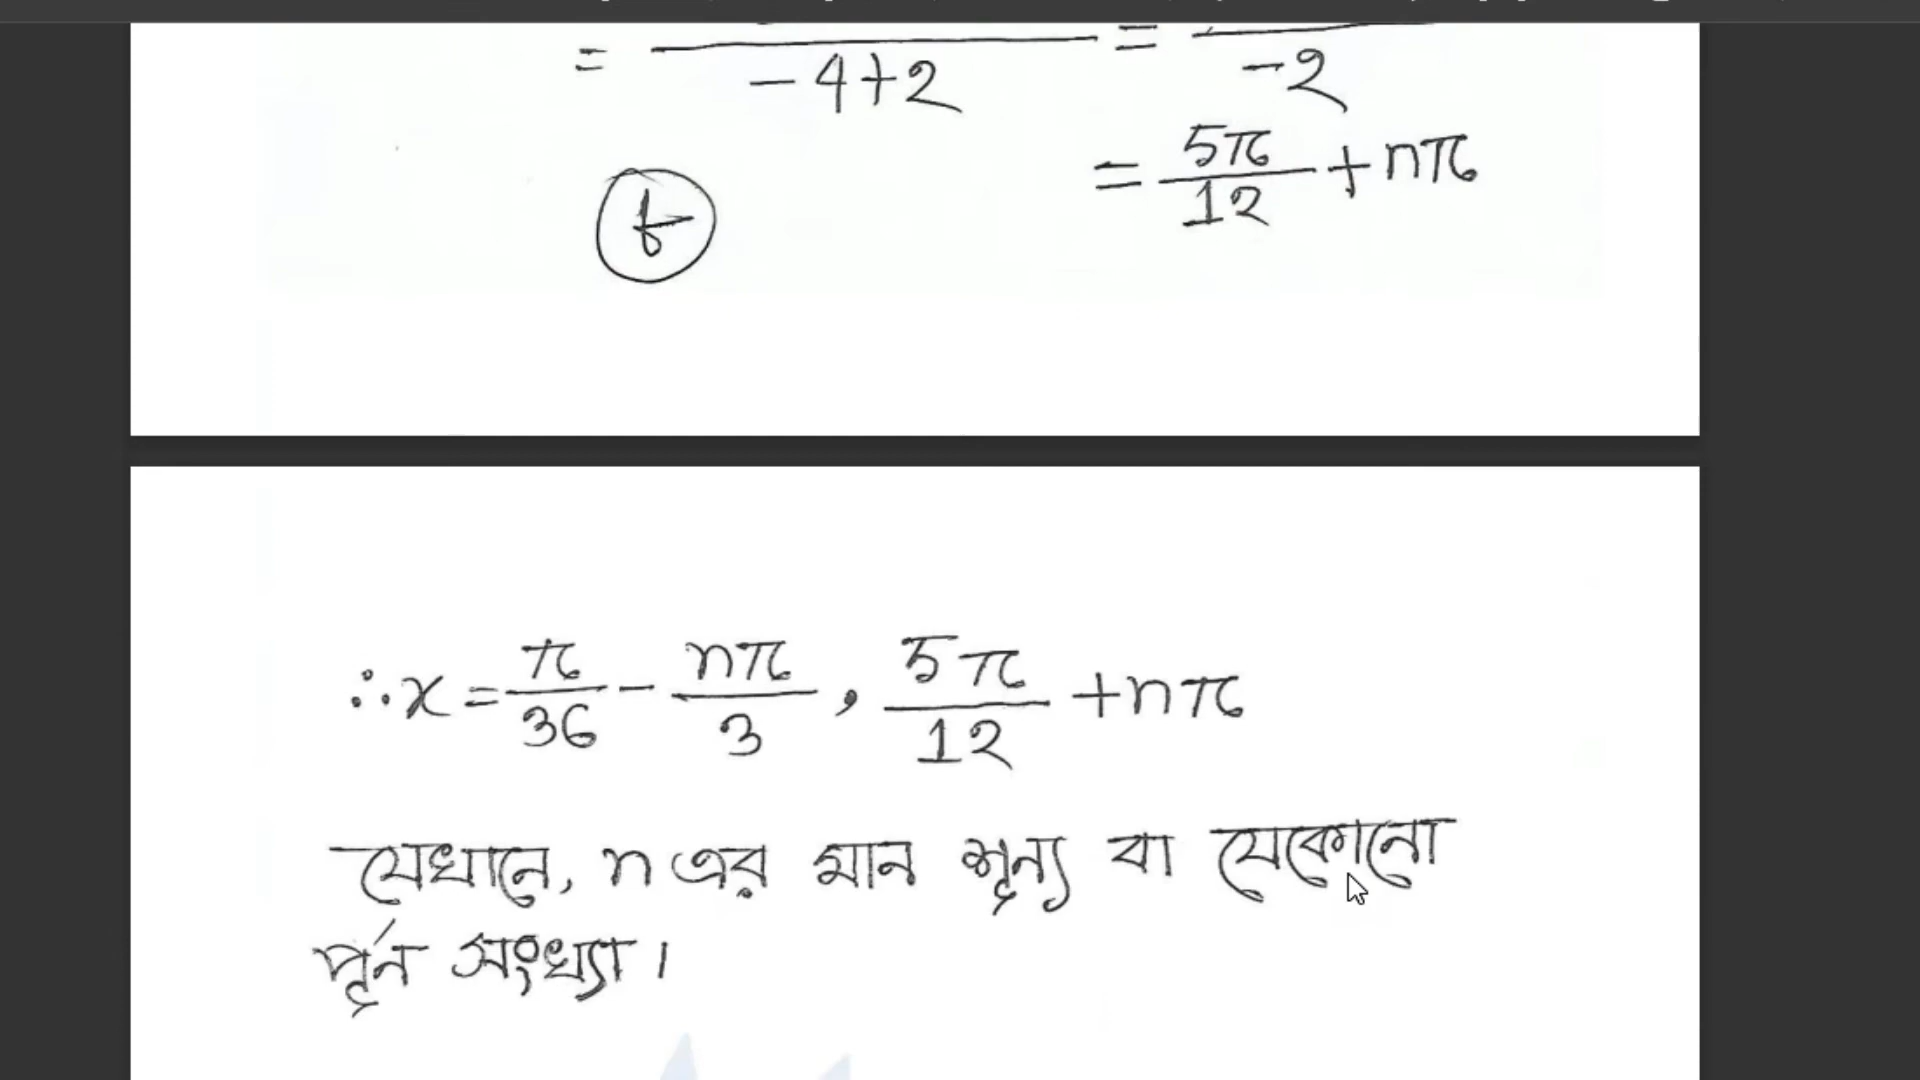 = ―――― = ――
-4+2 -2
= 5π/12 + nπ
∴x = π/36 - nπ/3 , 5π/12 + nπ
যেখানে, n এর মান শূন্য বা যেকোনো
পূর্ন সংখ্যা।